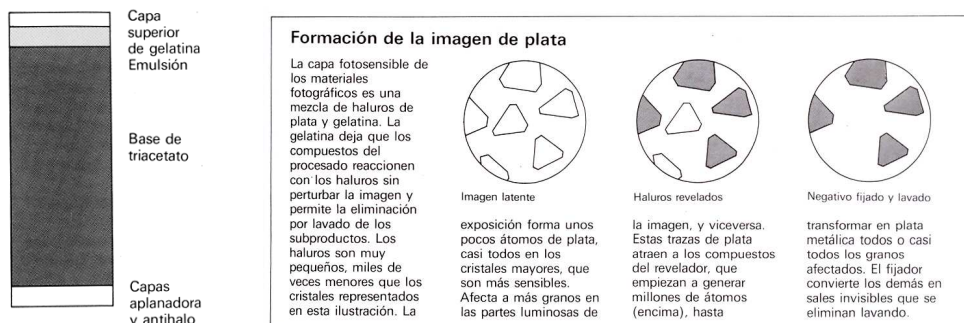 Capa
superior
de gelatina
Emulsión
Base de
triacetato
Capas
aplanadora
y antihalo
Formación de la imagen de plata
La capa fotosensible de
los materiales
fotográficos es una
mezcla de haluros de
plata y gelatina. La
gelatina deja que los
compuestos del
procesado reaccionen
con los haluros sin
perturbar la imagen y
permite la eliminación
por lavado de los
subproductos. Los
haluros son muy
pequeños, miles de
veces menores que los
cristales representados
en esta ilustración. La
Imagen latente
exposición forma unos
pocos átomos de plata,
casi todos en los
cristales mayores, que
son más sensibles.
Afecta a más granos en
las partes luminosas de
Haluros revelados
la imagen, y viceversa.
Estas trazas de plata
atraen a los compuestos
del revelador, que
empiezan a generar
millones de átomos
(encima), hasta
Negativo fijado y lavado
transformar en plata
metálica todos o casi
todos los granos
afectados. El fijador
convierte los demás en
sales invisibles que se
eliminan lavando.